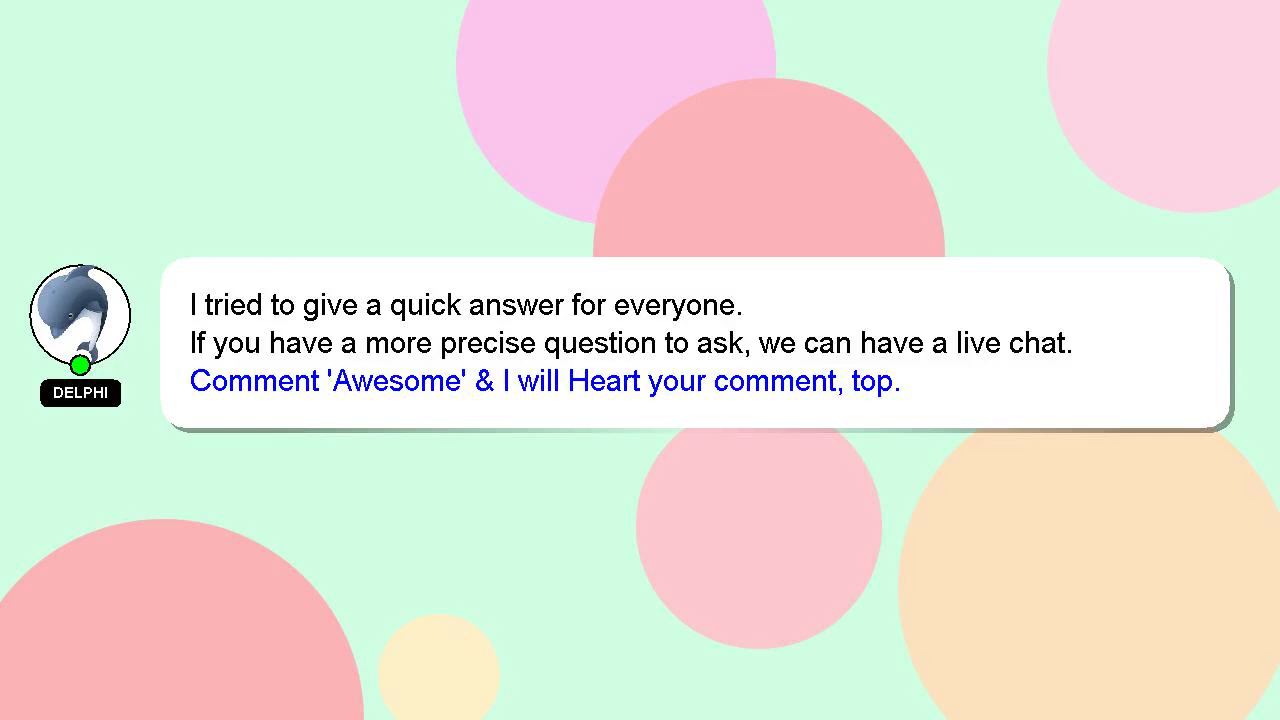 I tried to give a quick answer for everyone.
If you have a more precise question to ask, we can have a live chat.
Comment 'Awesome' & I will Heart your comment, top.
DELPHI